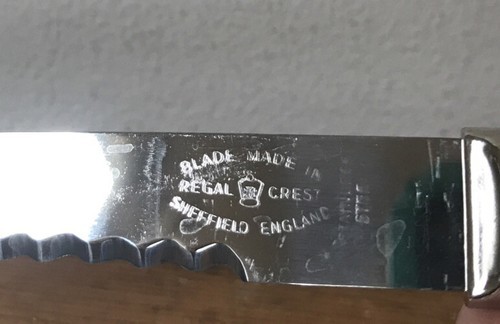 BLADE MADE IN
REGAL CREST
SHEFFIELD ENGLAND